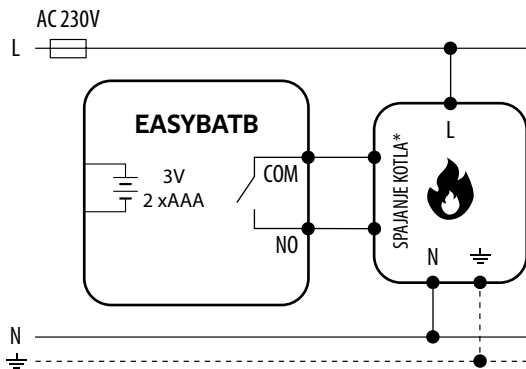 AC 230V
L
EASYBATB
3V
2 xAAA
COM
NO
SPAJANJE KOTLA*
L
N
N